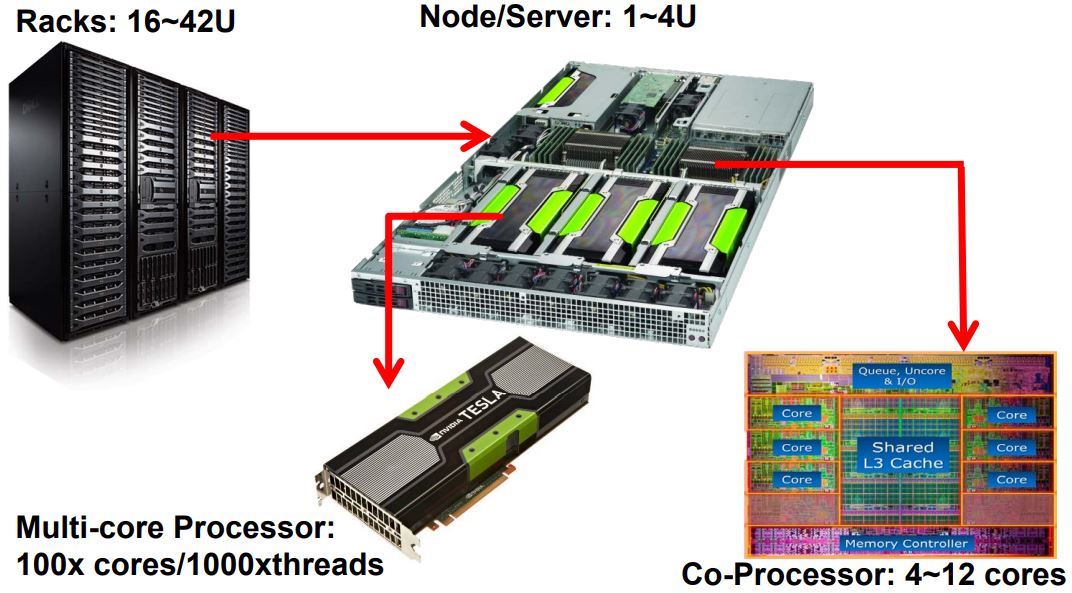 Racks: 16~42U
Node/Server: 1~4U
DELL
NVIDIA TESLA
Queue, Uncore
& I/O
Core
Core
Core
Shared
L3 Cache
Core
Core
Core
Memory Controller
Multi-core Processor:
100x cores/1000xthreads
Co-Processor: 4~12 cores